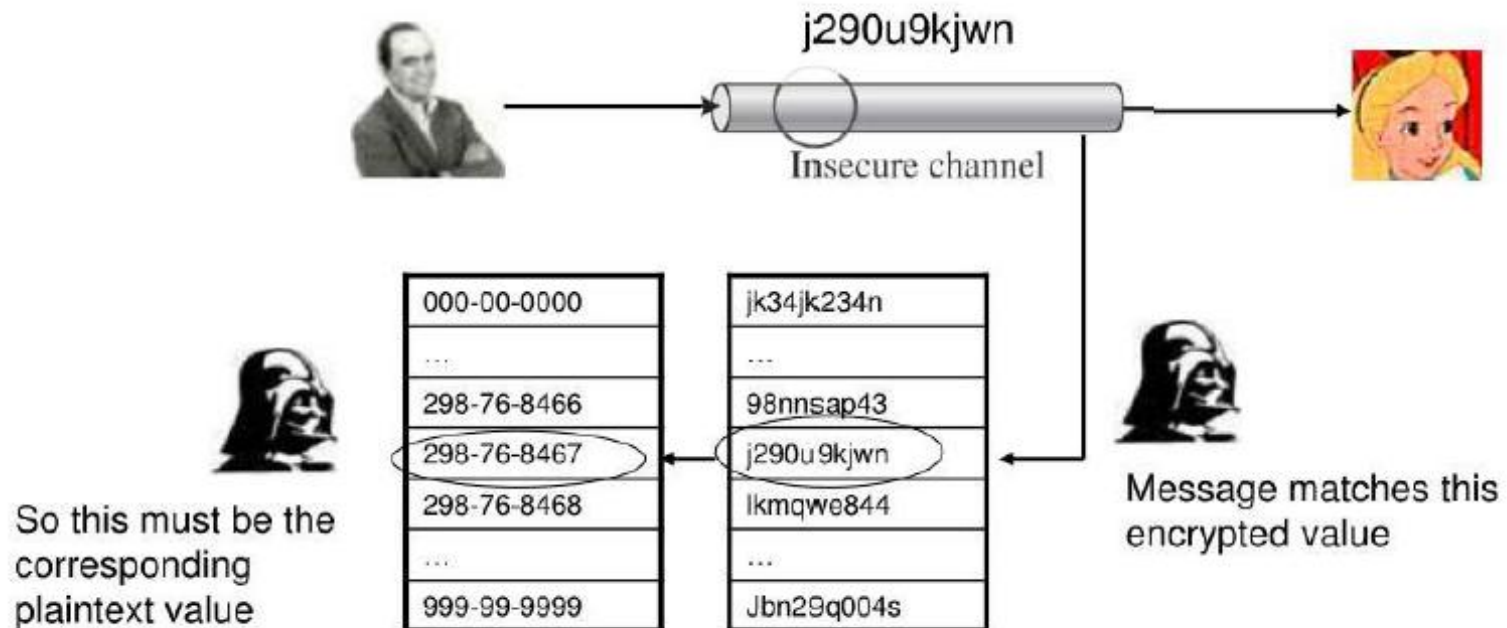 j290u9kjwn
Insecure channel
000-00-0000
jk34jk234n
...
...
298-76-8466
98nnsap43
298-76-8467
j290u9kjwn
298-76-8468
lkmqwe844
...
...
999-99-9999
Jbn29q004s
So this must be the
corresponding
plaintext value
Message matches this
encrypted value